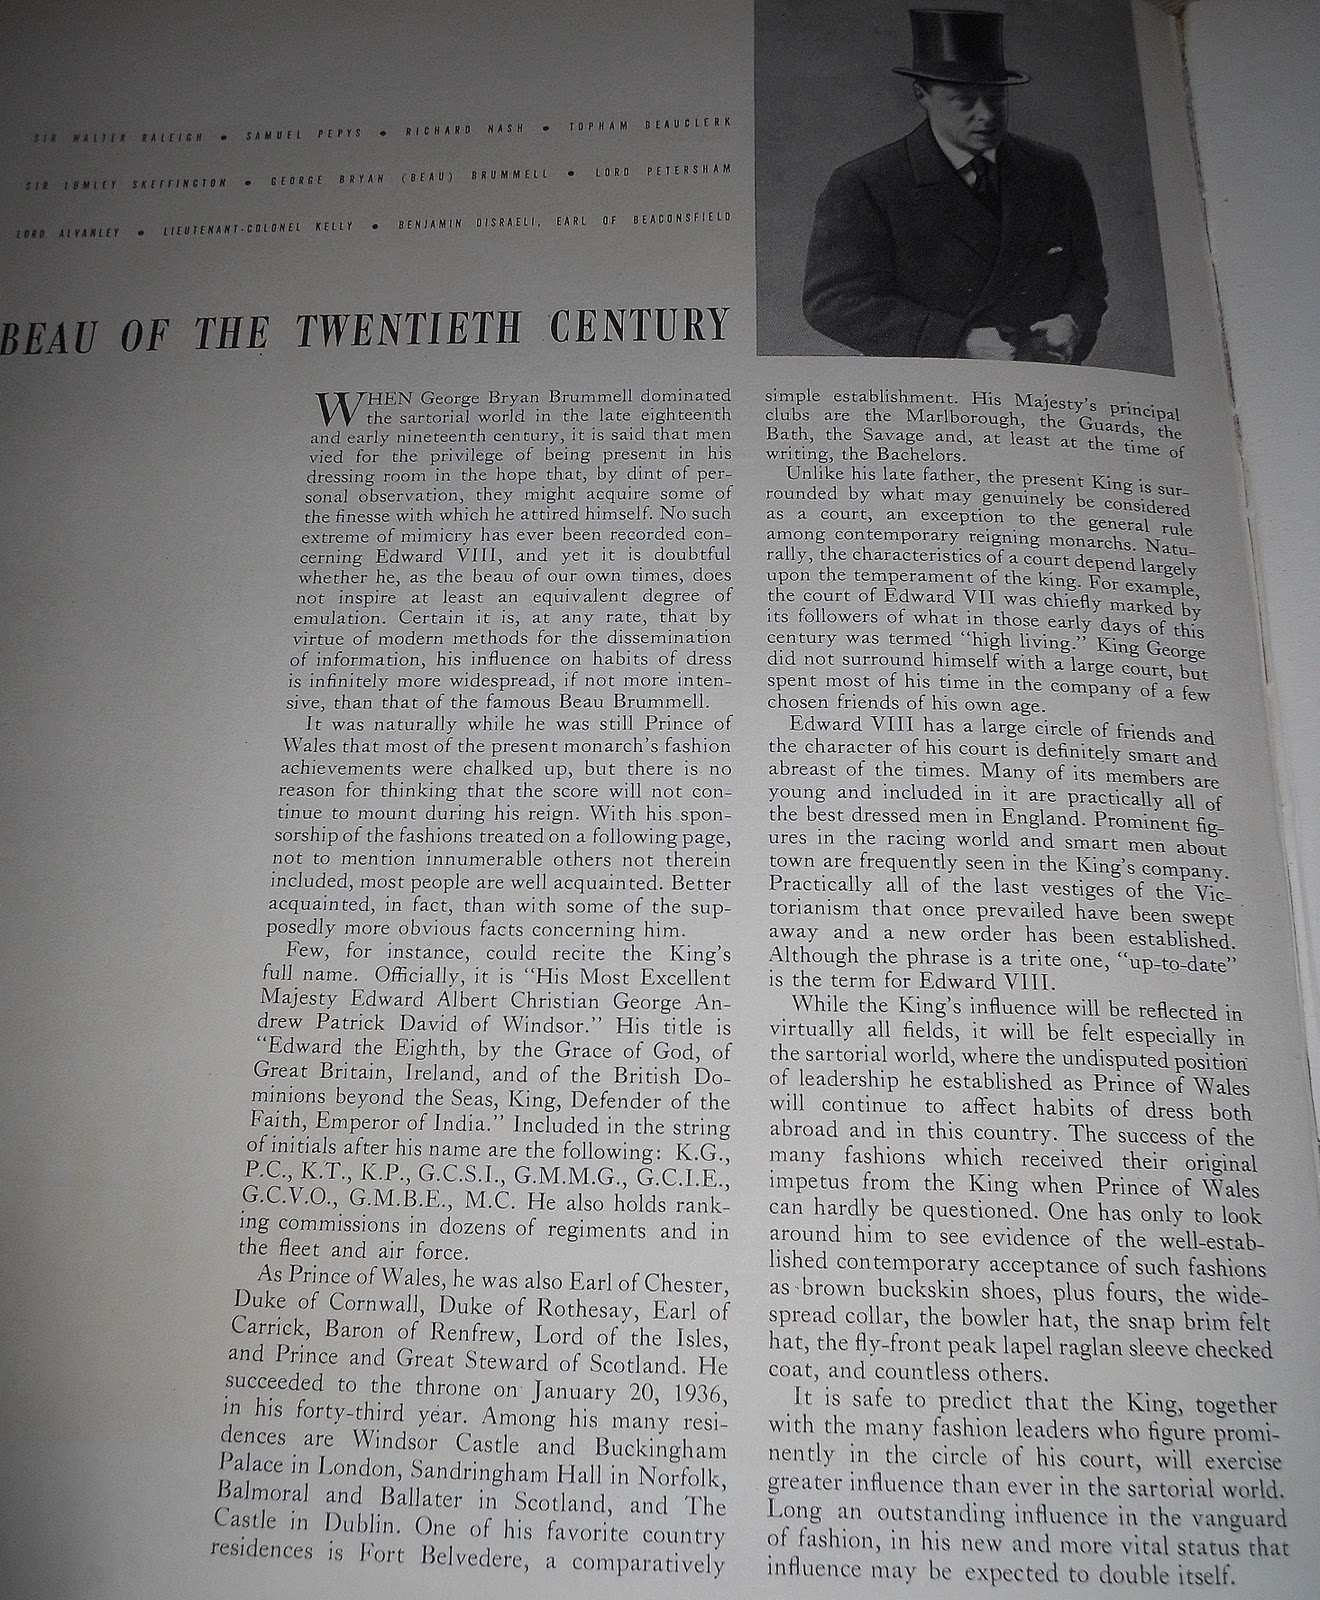 SIR WALTER RALEIGH • SAMUEL PEPYS • RICHARD NASH • TOPHAM BEAUCLERK
SIR LUMLEY SKEFFINGTON • GEORGE BRYAN (BEAU) BRUMMELL • LORD PETERSHAM
LORD ALVANLEY • LIEUTENANT-COLONEL KELLY • BENJAMIN DISRAELI, EARL OF BEACONSFIELD
BEAU OF THE TWENTIETH CENTURY
WHEN George Bryan Brummell dominated
the sartorial world in the late eighteenth
and early nineteenth century, it is said that men
vied for the privilege of being present in his
dressing room in the hope that, by dint of per-
sonal observation, they might acquire some of
the finesse with which he attired himself. No such
extreme of mimicry has ever been recorded con-
cerning Edward VIII, and yet it is doubtful
whether he, as the beau of our own times, does
not inspire at least an equivalent degree of
emulation. Certain it is, at any rate, that by
virtue of modern methods for the dissemination
of information, his influence on habits of dress
is infinitely more widespread, if not more inten-
sive, than that of the famous Beau Brummell.
It was naturally while he was still Prince of
Wales that most of the present monarch's fashion
achievements were chalked up, but there is no
reason for thinking that the score will not con-
tinue to mount during his reign. With his spon-
sorship of the fashions treated on a following page,
not to mention innumerable others not therein
included, most people are well acquainted. Better
acquainted, in fact, than with some of the sup-
posedly more obvious facts concerning him.
Few, for instance, could recite the King's
full name. Officially, it is "His Most Excellent
Majesty Edward Albert Christian George An-
drew Patrick David of Windsor." His title is
"Edward the Eighth, by the Grace of God, of
Great Britain, Ireland, and of the British Do-
minions beyond the Seas, King, Defender of the
Faith, Emperor of India." Included in the string
of initials after his name are the following: K.G.,
P.C., K.T., K.P., G.C.S.I., G.M.M.G., G.C.I.E.,
G.C.V.O., G.M.B.E., M.C. He also holds rank-
ing commissions in dozens of regiments and in
the fleet and air force.
As Prince of Wales, he was also Earl of Chester,
Duke of Cornwall, Duke of Rothesay, Earl of
Carrick, Baron of Renfrew, Lord of the Isles,
and Prince and Great Steward of Scotland. He
succeeded to the throne on January 20, 1936,
in his forty-third year. Among his many resi-
dences are Windsor Castle and Buckingham
Palace in London, Sandringham Hall in Norfolk,
Balmoral and Ballater in Scotland, and The
Castle in Dublin. One of his favorite country
residences is Fort Belvedere, a comparatively
simple establishment. His Majesty's principal
clubs are the Marlborough, the Guards, the
Bath, the Savage and, at least at the time of
writing, the Bachelors.
Unlike his late father, the present King is sur-
rounded by what may genuinely be considered
as a court, an exception to the general rule
among contemporary reigning monarchs. Natu-
rally, the characteristics of a court depend largely
upon the temperament of the king. For example,
the court of Edward VII was chiefly marked by
its followers of what in those early days of this
century was termed "high living." King George
did not surround himself with a large court, but
spent most of his time in the company of a few
chosen friends of his own age.
Edward VIII has a large circle of friends and
the character of his court is definitely smart and
abreast of the times. Many of its members are
young and included in it are practically all of
the best dressed men in England. Prominent fig-
ures in the racing world and smart men about
town are frequently seen in the King's company.
Practically all of the last vestiges of the Vic-
torianism that once prevailed have been swept
away and a new order has been established.
Although the phrase is a trite one, "up-to-date"
is the term for Edward VIII.
While the King's influence will be reflected in
virtually all fields, it will be felt especially in
the sartorial world, where the undisputed position
of leadership he established as Prince of Wales
will continue to affect habits of dress both
abroad and in this country. The success of the
many fashions which received their original
impetus from the King when Prince of Wales
can hardly be questioned. One has only to look
around him to see evidence of the well-estab-
lished contemporary acceptance of such fashions
as brown buckskin shoes, plus fours, the wide-
spread collar, the bowler hat, the snap brim felt
hat, the fly-front peak lapel raglan sleeve checked
coat, and countless others.
It is safe to predict that the King, together
with the many fashion leaders who figure promi-
nently in the circle of his court, will exercise
greater influence than ever in the sartorial world.
Long an outstanding influence in the vanguard
of fashion, in his new and more vital status that
influence may be expected to double itself.